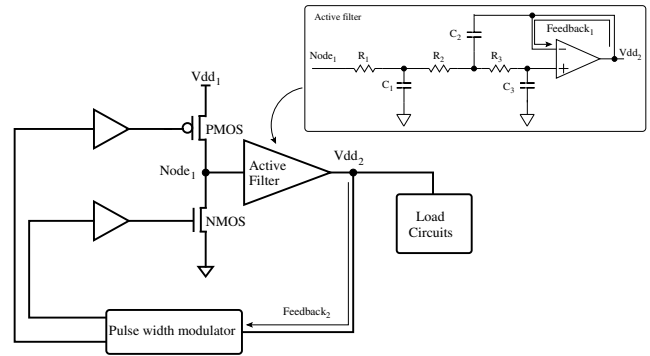 Active filter
Feedback₁
C₂
Node₁
R₁
R₂
R₃
Vdd₂
C₁
C₃
−
+
Vdd₁
PMOS
Node₁
Active
Filter
Vdd₂
NMOS
Load
Circuits
Feedback₂
Pulse width modulator